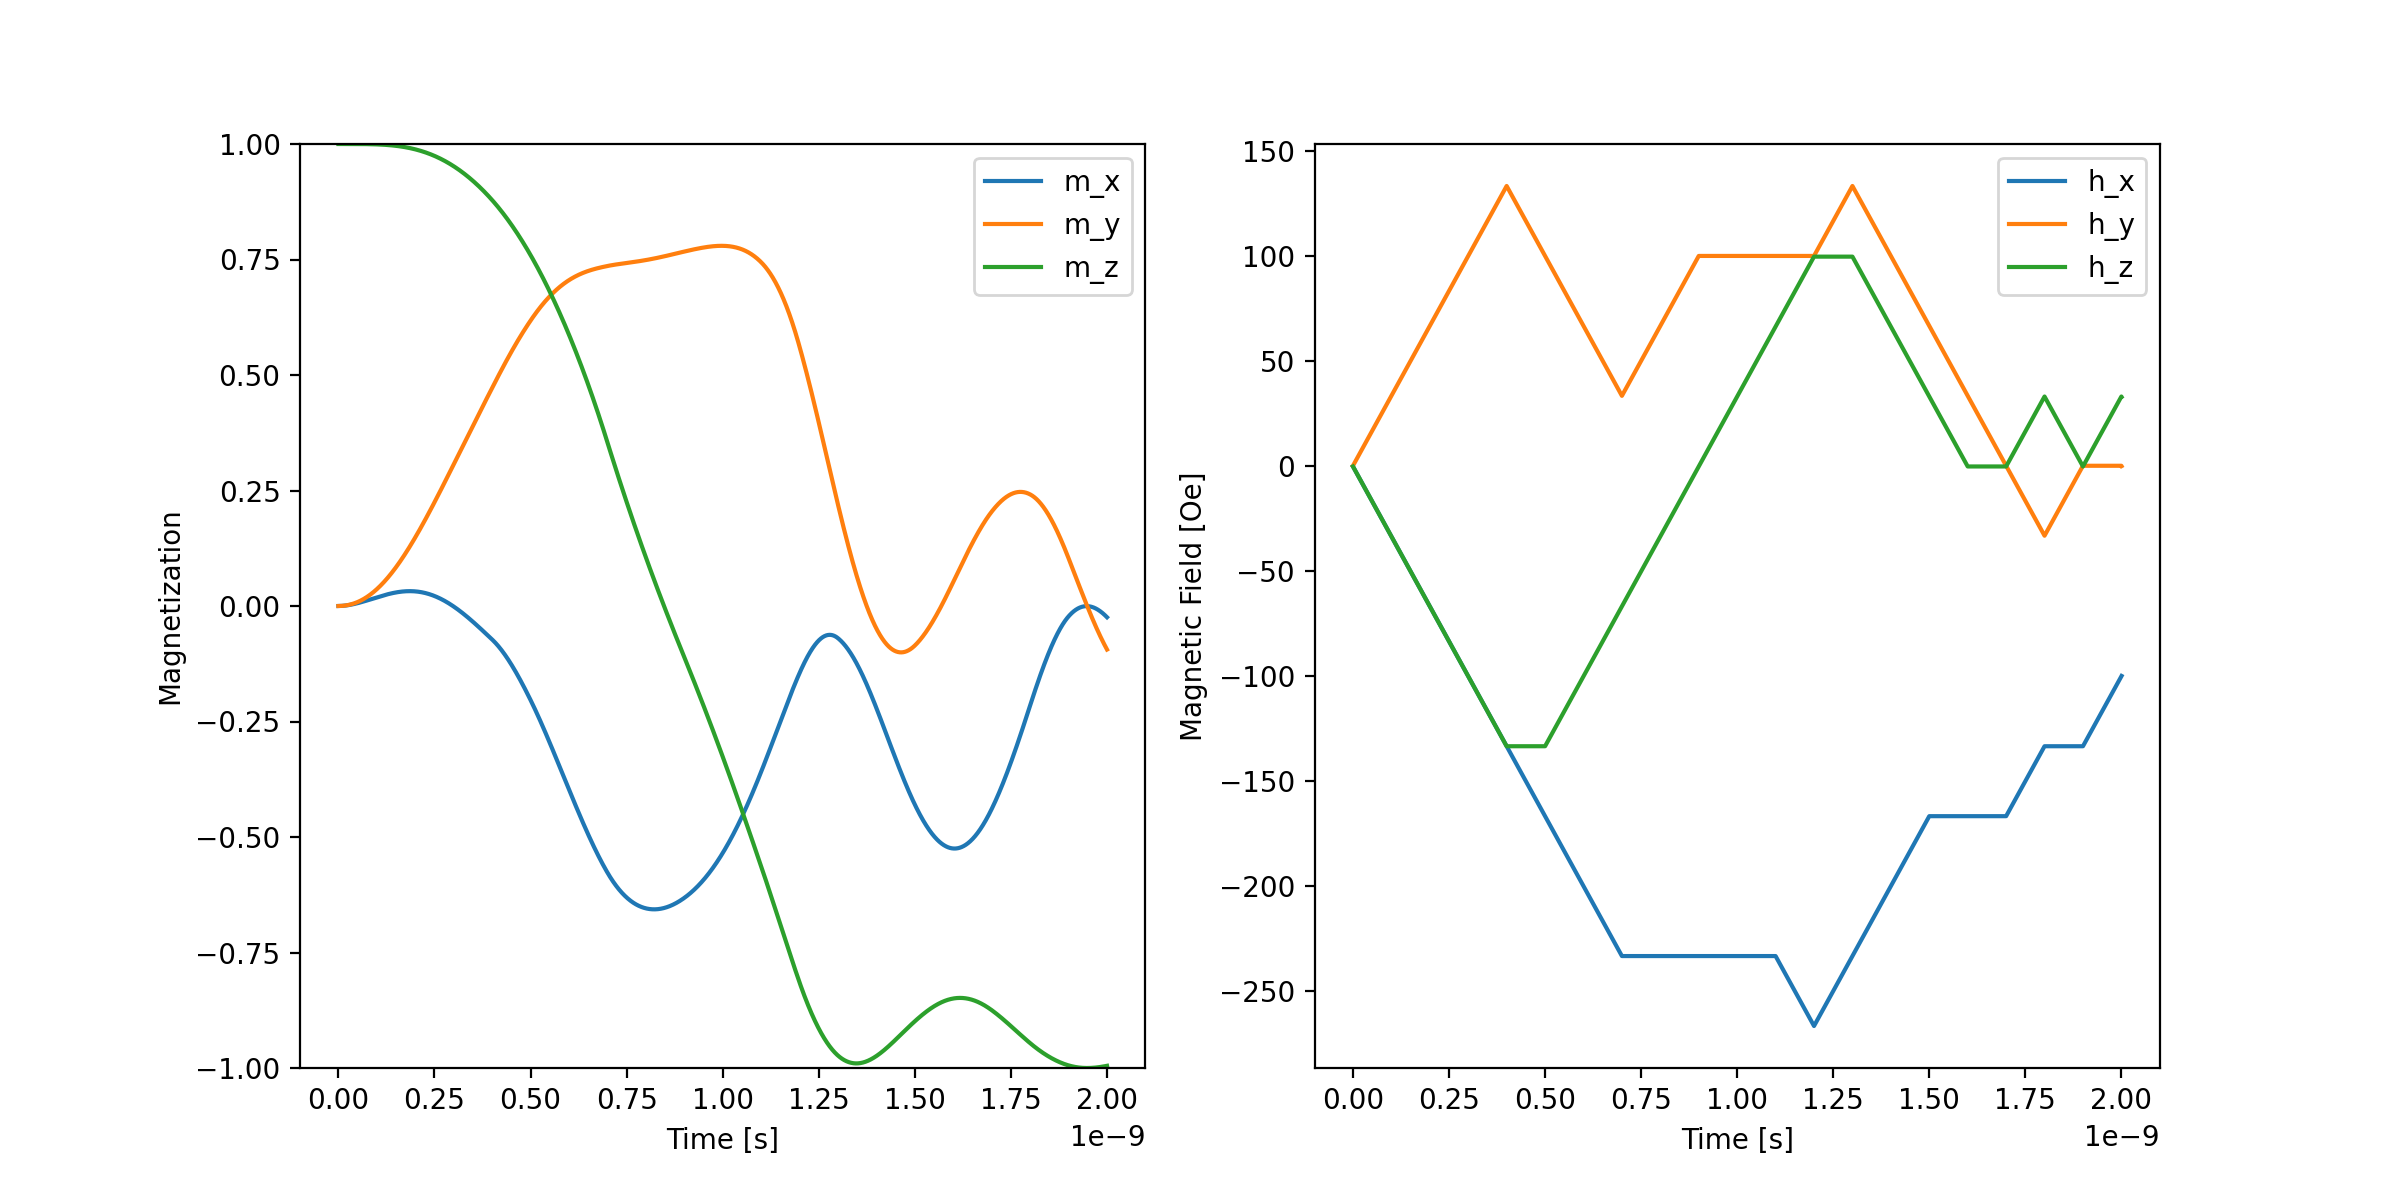 1.00
0.75
0.50
0.25
0.00
−0.25
−0.50
−0.75
−1.00
Magnetization
0.00 0.25 0.50 0.75 1.00 1.25 1.50 1.75 2.00
Time [s]
1e−9
m_x
m_y
m_z
150
100
50
0
−50
−100
−150
−200
−250
Magnetic Field [Oe]
0.00 0.25 0.50 0.75 1.00 1.25 1.50 1.75 2.00
Time [s]
1e−9
h_x
h_y
h_z